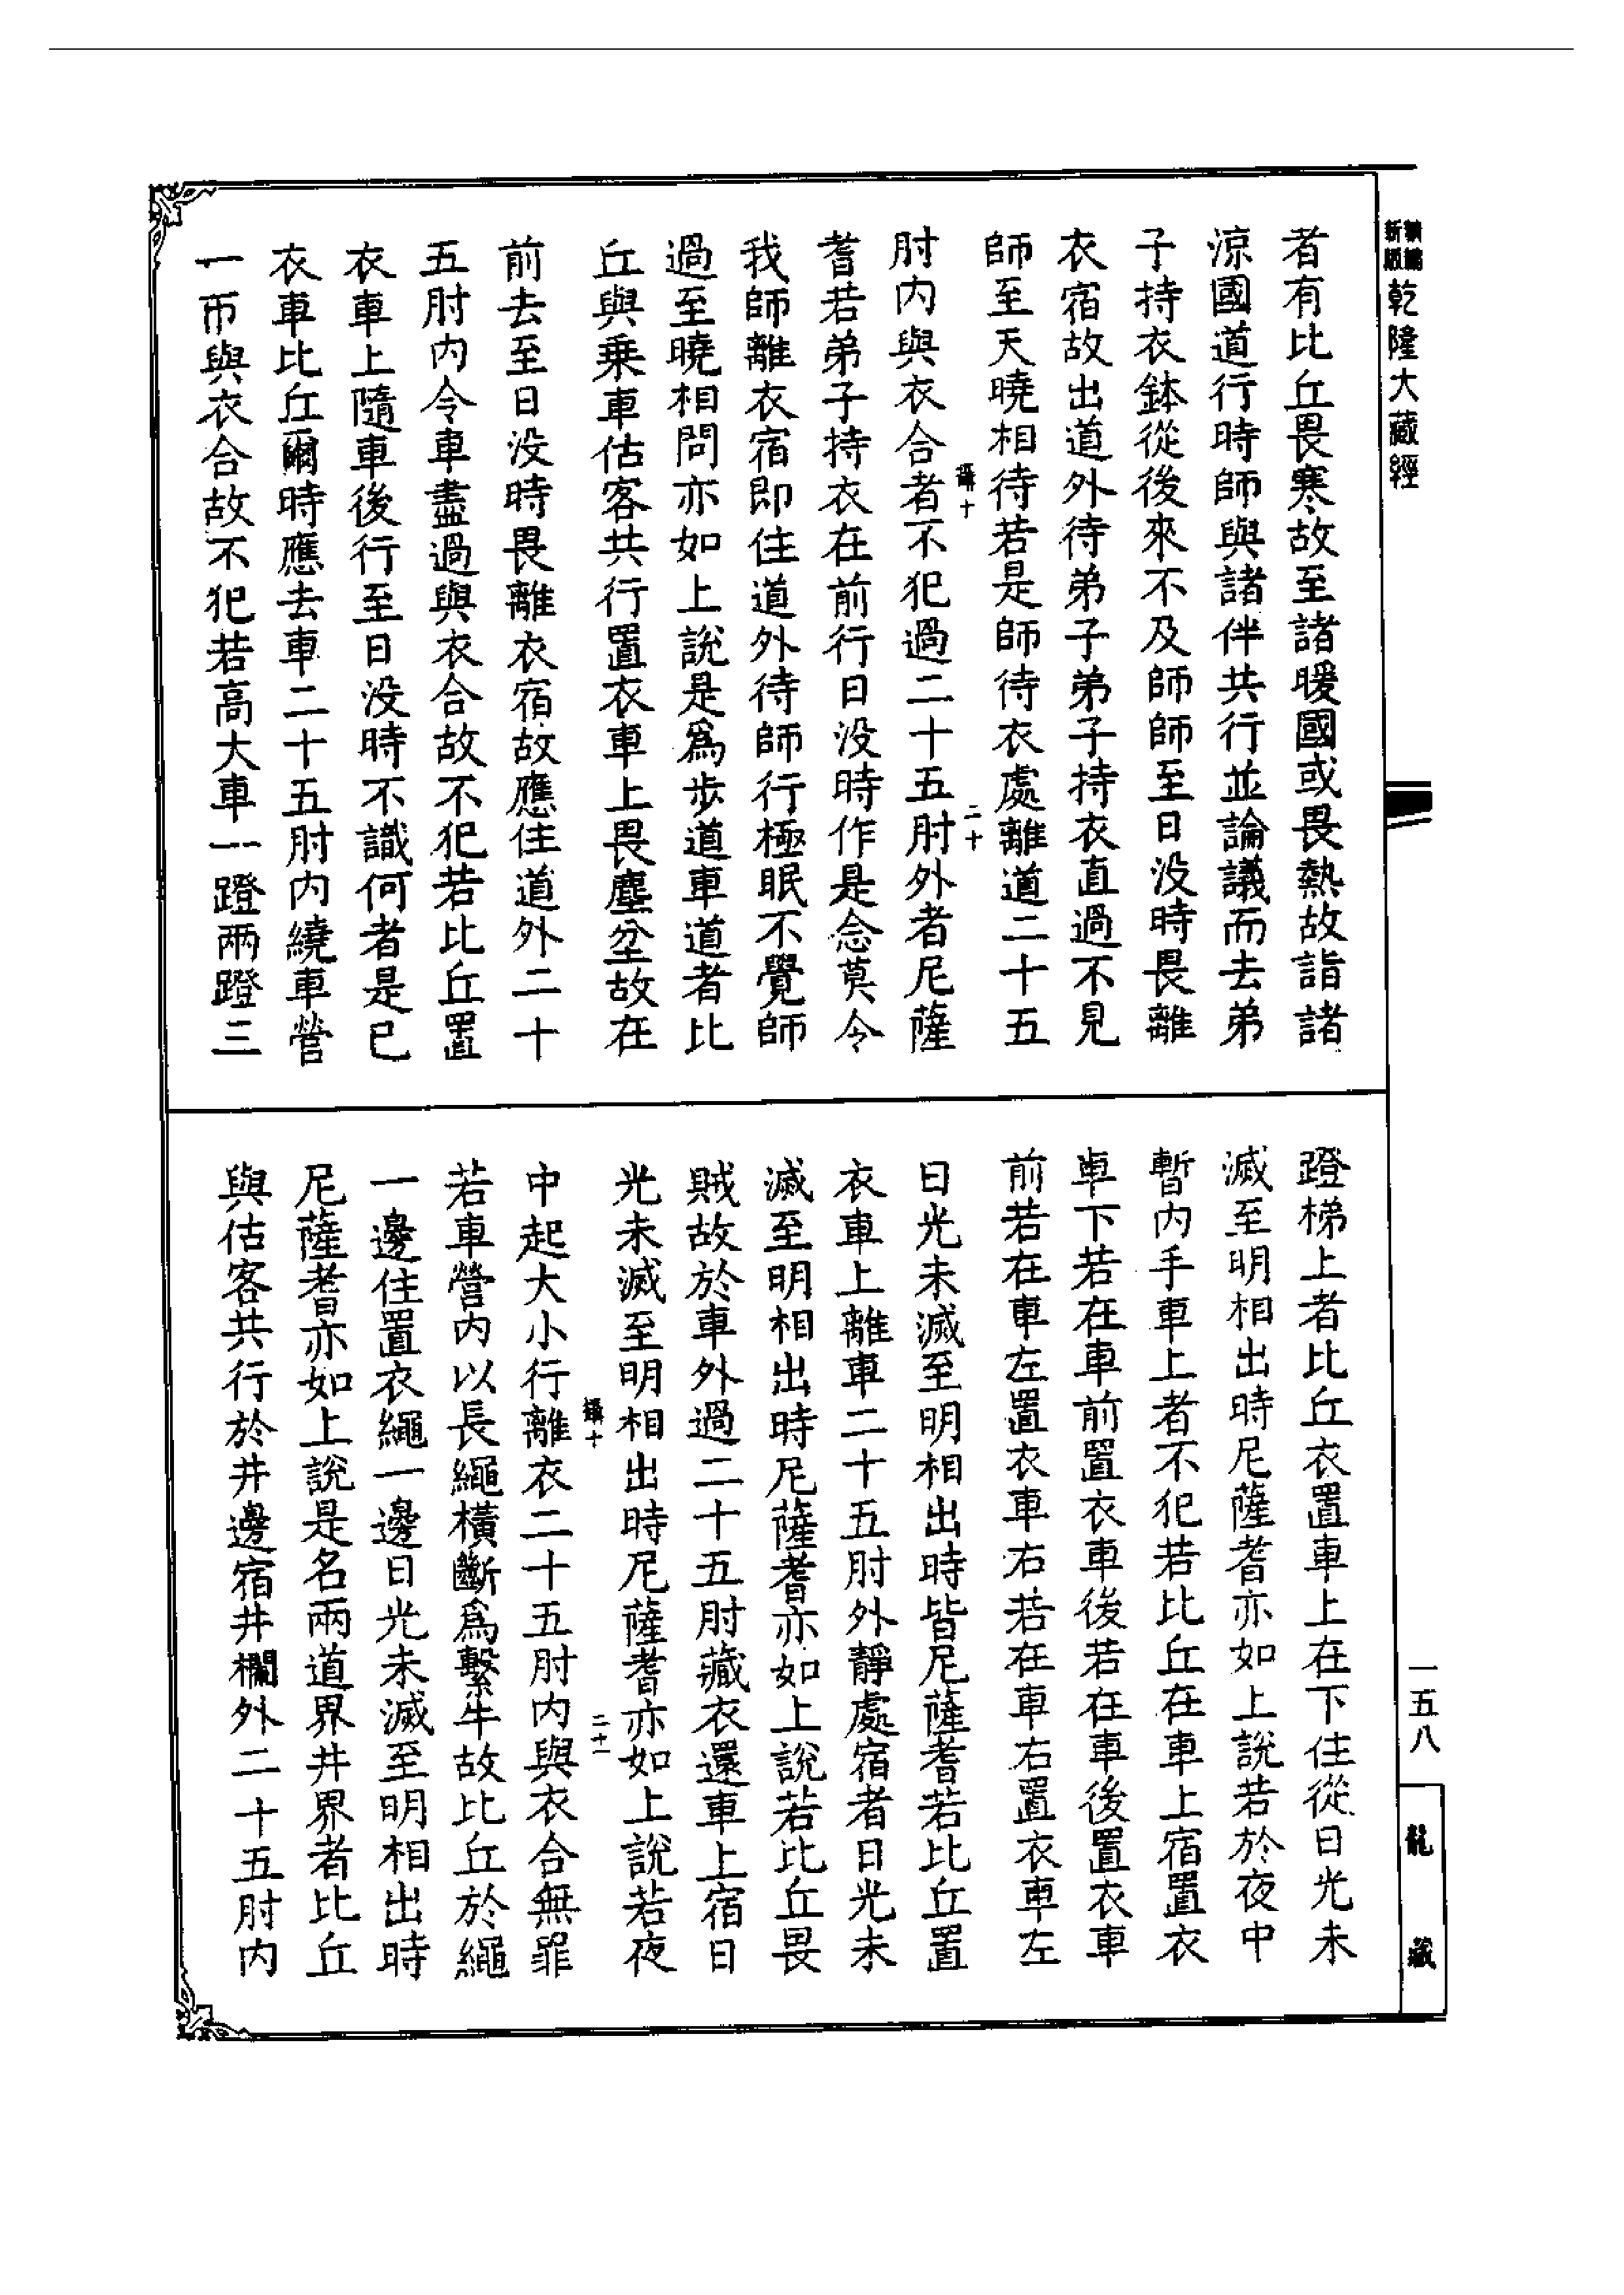 新編
新版
乾隆大藏經
者有比丘畏寒故至諸暖國或畏熱故詣諸
涼國道行時師與諸伴共行並論議而去弟
子持衣鉢從後來不及師師至日没時畏離
衣宿故出道外待弟子弟子持衣直過不見
師至天曉相待若是師待衣處離道二十五
攝十
二十
肘内與衣合者不犯過二十五肘外者尼薩
耆若弟子持衣在前行日没時作是念莫令
我師離衣宿即住道外待師行極眠不覺師
過至曉相問亦如上說是為步道車道者比
丘與乗車估客共行置衣車上畏塵坌故在
前去至日没時畏離衣宿故應住道外二十
五肘内令車盡過與衣合故不犯若比丘置
衣車上隨車後行至日没時不識何者是已
衣車比丘爾時應去車二十五肘内繞車營
一帀與衣合故不犯若高大車一蹬兩蹬三
蹬梯上者比丘衣置車上在下住從日光未
滅至明相出時尼薩耆亦如上說若於夜中
暫内手車上者不犯若比丘在車上宿置衣
車下若在車前置衣車後若在車後置衣車
前若在車左置衣車右若在車右置衣車左
日光未滅至明相出時皆尼薩耆若比丘置
衣車上離車二十五肘外靜處宿者日光未
滅至明相出時尼薩耆亦如上說若比丘畏
賊故於車外過二十五肘藏衣還車上宿日
光未滅至明相出時尼薩耆亦如上說若夜
攝十
二十一
中起大小行離衣二十五肘内與衣合無罪
若車營内以長繩橫斷為繫牛故比丘於繩
一邊住置衣繩一邊日光未滅至明相出時
尼薩耆亦如上說是名兩道界井界者比丘
與估客共行於井邊宿井欄外二十五肘内
一五八
龍藏